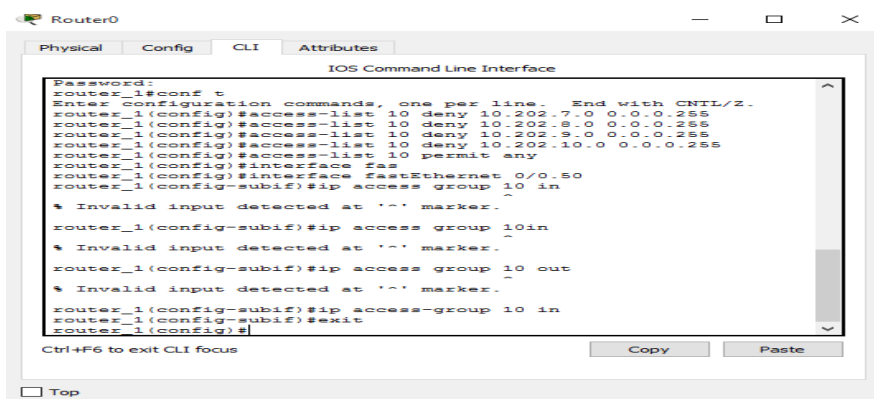 Router0
Physical Config CLI Attributes
IOS Command Line Interface
Password:
router_1#conf t
Enter configuration commands, one per line. End with CNTL/Z.
router_1(config)#access-list 10 deny 10.202.7.0 0.0.0.255
router_1(config)#access-list 10 deny 10.202.8.0 0.0.0.255
router_1(config)#access-list 10 deny 10.202.9.0 0.0.0.255
router_1(config)#access-list 10 deny 10.202.10.0 0.0.0.255
router_1(config)#access-list 10 permit any
router_1(config)#interface fas
router_1(config)#interface fastEthernet 0/0.50
router_1(config-subif)#ip access group 10 in
^
% Invalid input detected at '^' marker.
router_1(config-subif)#ip access group 10in
^
% Invalid input detected at '^' marker.
router_1(config-subif)#ip access group 10 out
^
% Invalid input detected at '^' marker.
router_1(config-subif)#ip access-group 10 in
router_1(config-subif)#exit
router_1(config)#
Ctrl+F6 to exit CLI focus
Copy Paste
Top